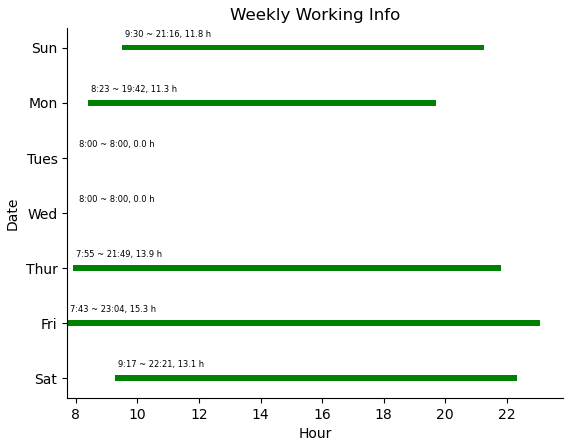 Weekly Working Info
Sun
9:30 ~ 21:16, 11.8 h
Mon
8:23 ~ 19:42, 11.3 h
Tues
8:00 ~ 8:00, 0.0 h
Wed
8:00 ~ 8:00, 0.0 h
Thur
7:55 ~ 21:49, 13.9 h
Fri
7:43 ~ 23:04, 15.3 h
Sat
9:17 ~ 22:21, 13.1 h
Date
8 10 12 14 16 18 20 22
Hour